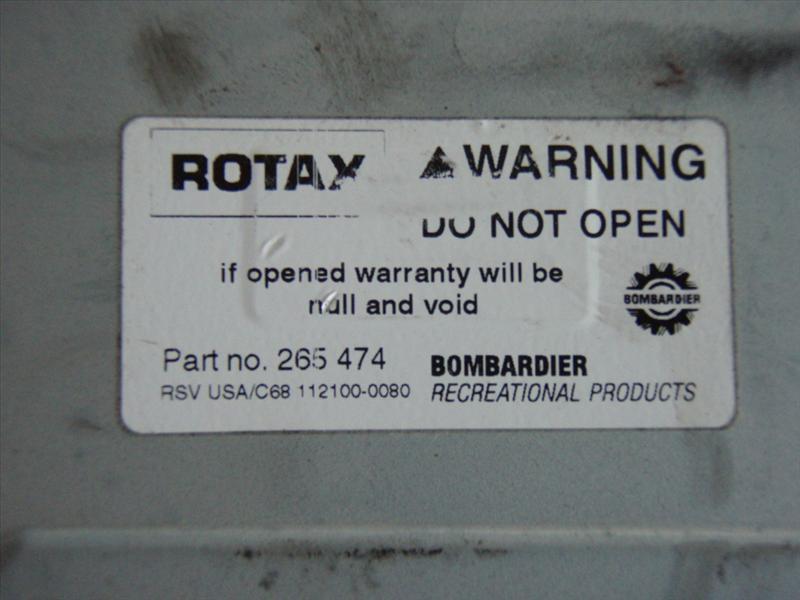 ROTAX
WARNING
DO NOT OPEN
if opened warranty will be
null and void
BOMBARDIER
Part no. 265 474
RSV USA/C68 112100-0080
BOMBARDIER
RECREATIONAL PRODUCTS